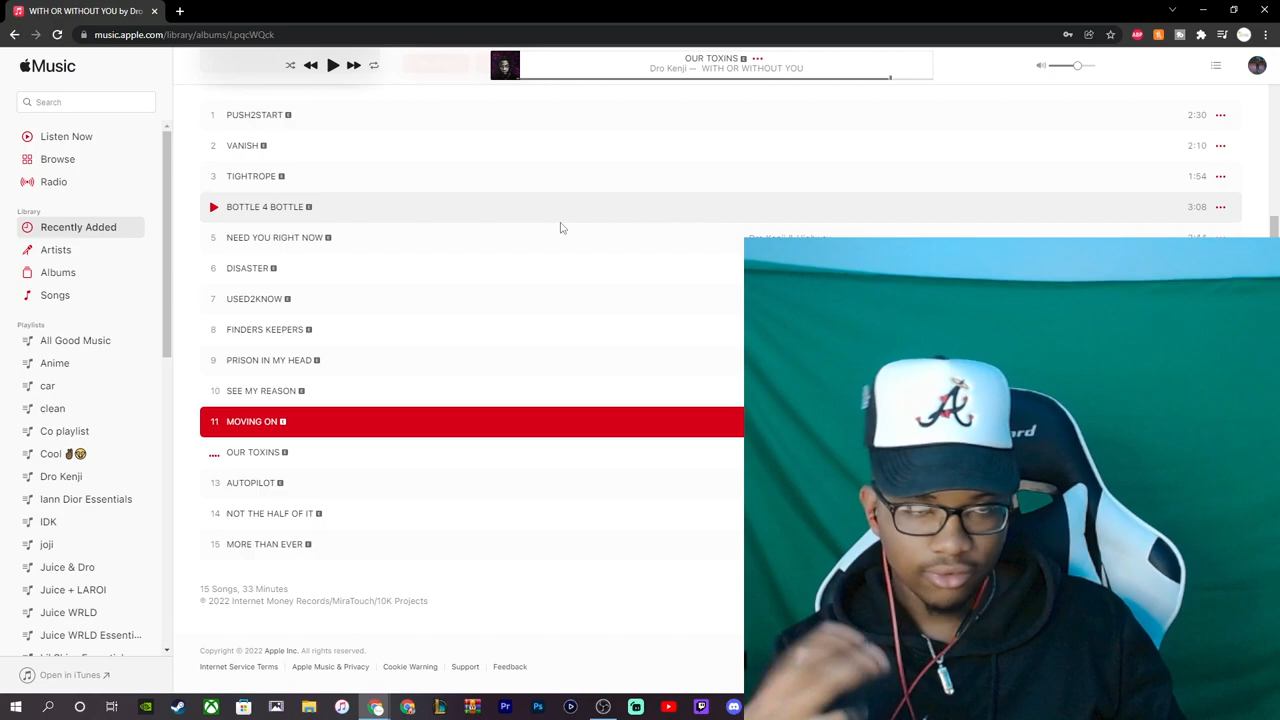 WITH OR WITHOUT YOU by Dro
music.apple.com/library/albums/l.pqcWQck
ABP
Music
OUR TOXINS E
Dro Kenji — WITH OR WITHOUT YOU
Search
Listen Now
Browse
Radio
Library
Recently Added
Artists
Albums
Songs
Playlists
All Good Music
Anime
car
clean
Co playlist
Cool
Dro Kenji
Iann Dior Essentials
IDK
joji
Juice & Dro
Juice + LAROI
Juice WRLD
Juice WRLD Essenti...
Open in iTunes
1 PUSH2START E 2:30
2 VANISH E 2:10
3 TIGHTROPE E 1:54
BOTTLE 4 BOTTLE E 3:08
5 NEED YOU RIGHT NOW E
6 DISASTER E
7 USED2KNOW E
8 FINDERS KEEPERS E
9 PRISON IN MY HEAD E
10 SEE MY REASON E
11 MOVING ON E
OUR TOXINS E
13 AUTOPILOT E
14 NOT THE HALF OF IT E
15 MORE THAN EVER E
15 Songs, 33 Minutes
℗ 2022 Internet Money Records/MiraTouch/10K Projects
Copyright © 2022 Apple Inc. All rights reserved.
Internet Service Terms
Apple Music & Privacy
Cookie Warning
Support
Feedback
A
Pr
Ps